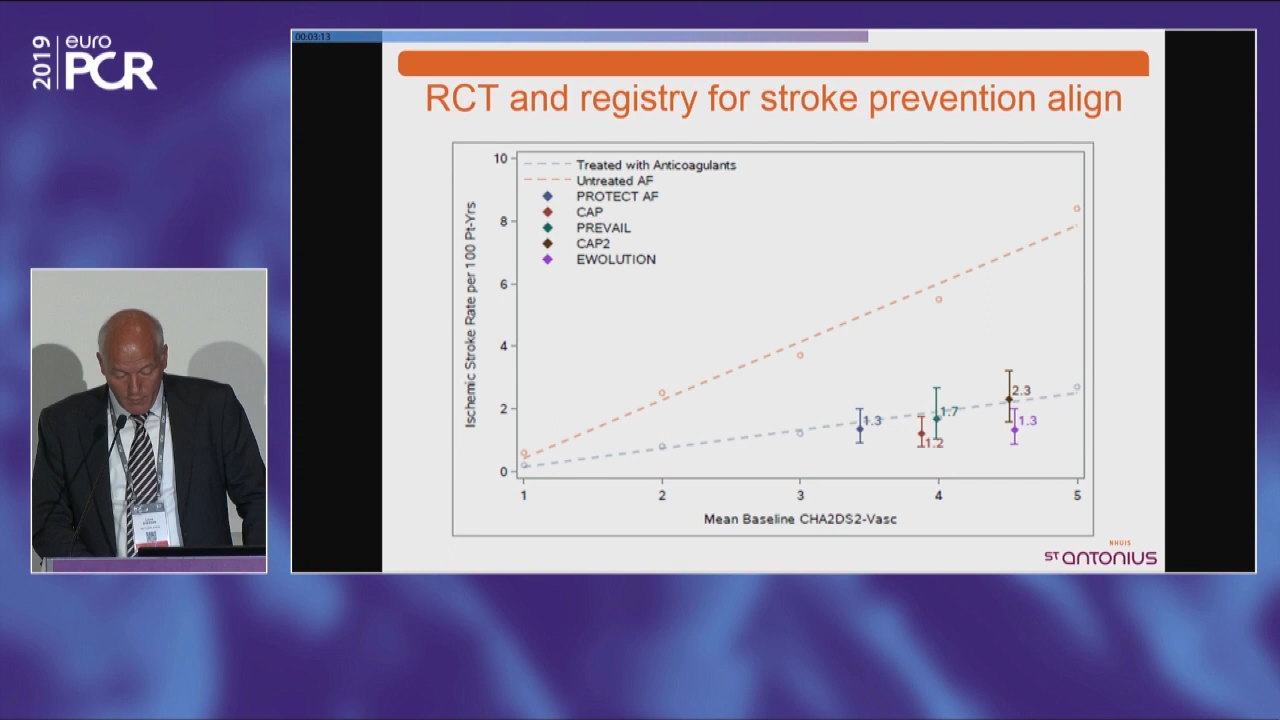 2019
euro
PCR
00:03:13
RCT and registry for stroke prevention align
Ischemic Stroke Rate per 100 Pt-Yrs
10
8
6
4
2
0
Treated with Anticoagulants
Untreated AF
PROTECT AF
CAP
PREVAIL
CAP2
EWOLUTION
1.3
1.2
1.7
2.3
1.3
1
2
3
4
5
Mean Baseline CHA2DS2-Vasc
NHUIS
ST ANTONIUS